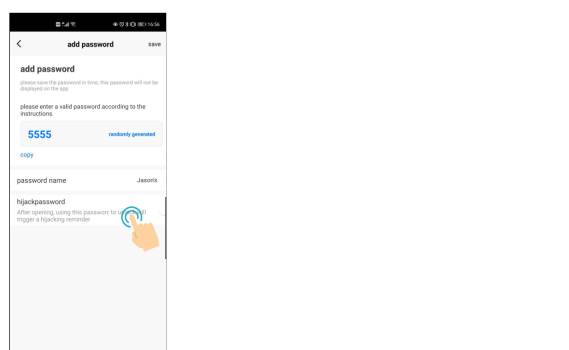 16:56
add password
save
add password
please save the password in time, this password will not be
displayed on the app
please enter a valid password according to the
instructions
5555
randomly generated
copy
password name
Jason's
hijackpassword
After opening, using this password to
trigger a hijacking reminder